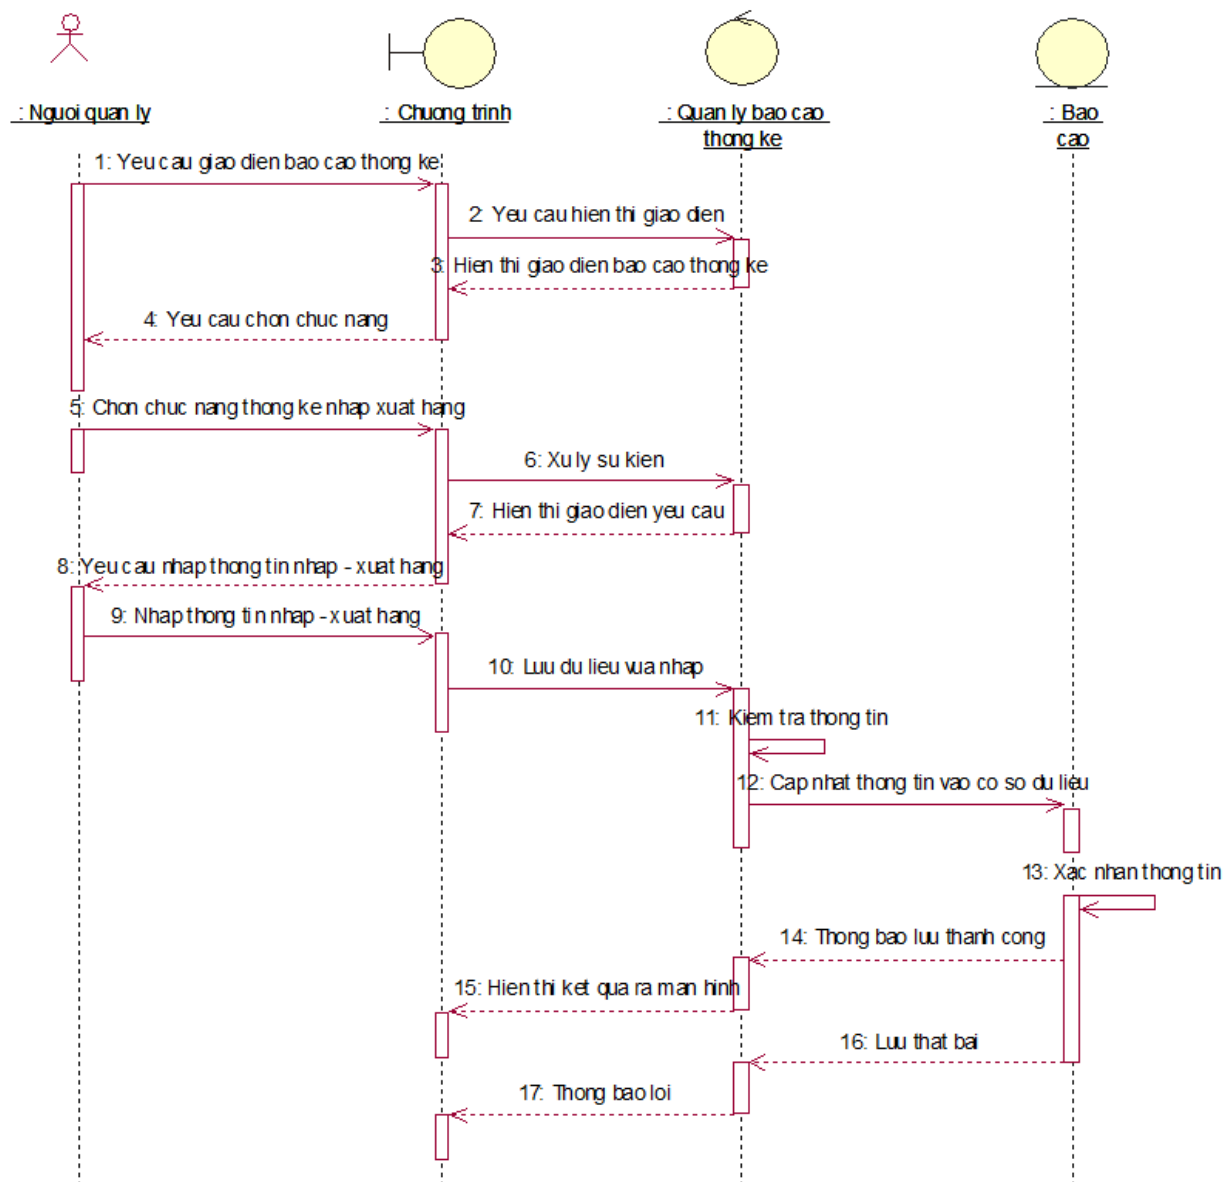 : Nguoi quan ly
: Chuong trinh
: Quan ly bao cao
thong ke
: Bao
cao
1: Yeu cau giao dien bao cao thong ke
2: Yeu cau hien thi giao dien
3: Hien thi giao dien bao cao thong ke
4: Yeu cau chon chuc nang
5: Chon chuc nang thong ke nhap xuat hang
6: Xu ly su kien
7: Hien thi giao dien yeu cau
8: Yeu cau nhap thong tin nhap - xuat hang
9: Nhap thong tin nhap - xuat hang
10: Luu du lieu vua nhap
11: Kiem tra thong tin
12: Cap nhat thong tin vao co so du lieu
13: Xac nhan thong tin
14: Thong bao luu thanh cong
15: Hien thi ket qua ra man hinh
16: Luu that bai
17: Thong bao loi